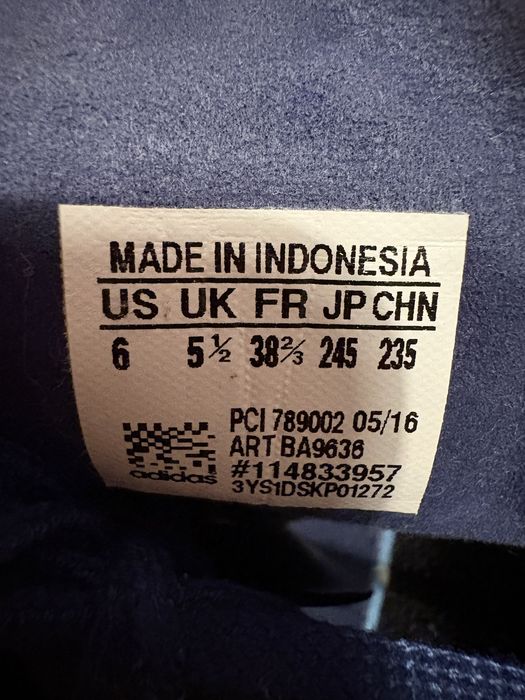 MADE IN INDONESIA
US UK FR JP CHN
6 5½ 38⅔ 245 235
PCI 789002 05/16
ART BA9636
#114833957
adidas 3YS1DSKP01272